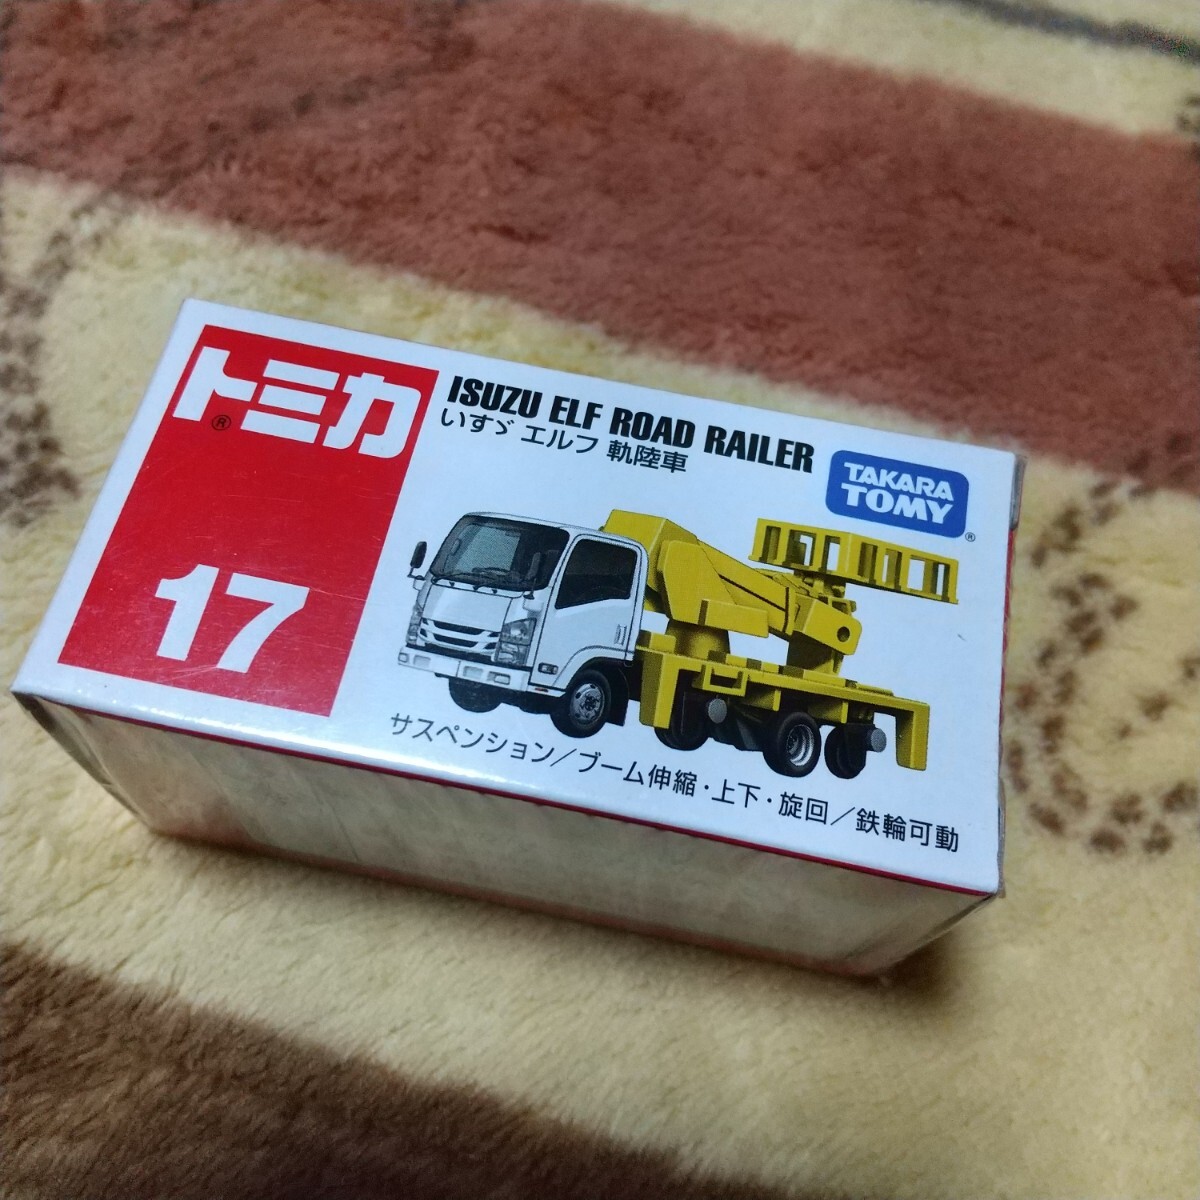 トミカ
®
17
ISUZU ELF ROAD RAILER
いすゞ エルフ 軌陸車
TAKARA
TOMY
®
サスペンション/ブーム伸縮・上下・旋回/鉄輪可動